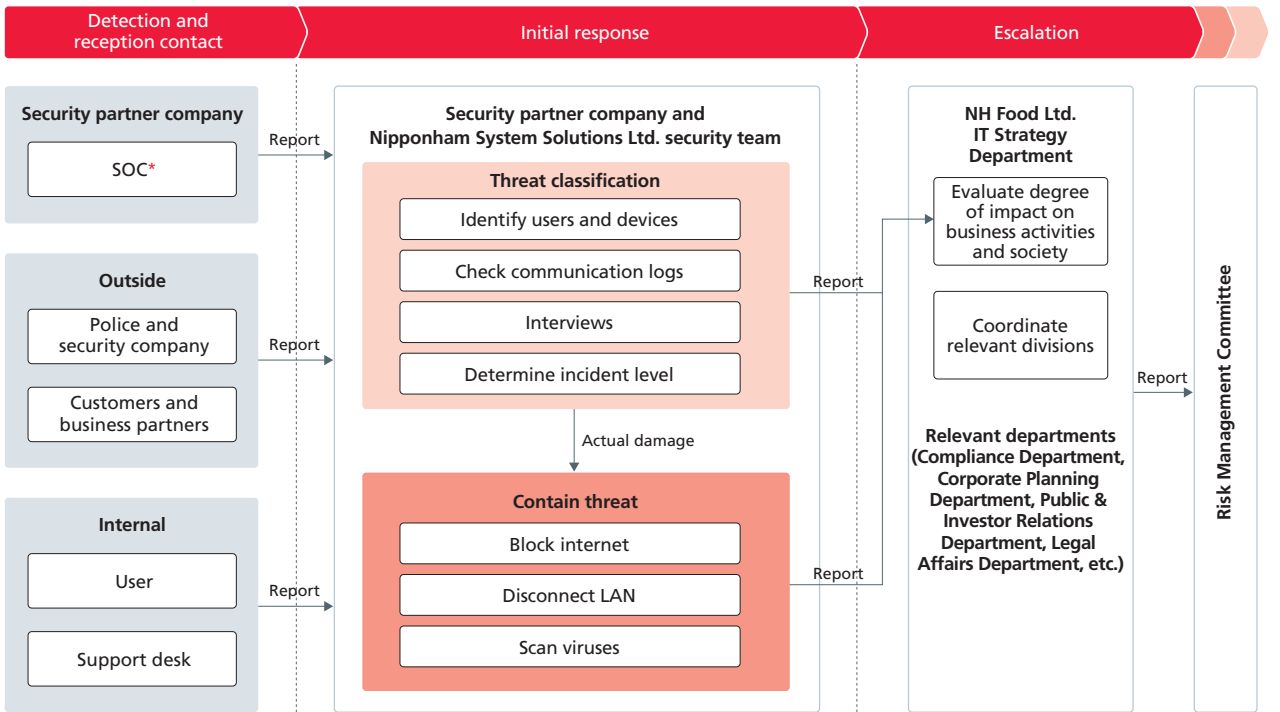 Detection and
reception contact
Initial response
Escalation
Security partner company
SOC*
Report
Outside
Police and
security company
Customers and
business partners
Report
Internal
User
Support desk
Report
Security partner company and
Nipponham System Solutions Ltd. security team
Threat classification
Identify users and devices
Check communication logs
Interviews
Determine incident level
Actual damage
Contain threat
Block internet
Disconnect LAN
Scan viruses
Report
Report
NH Food Ltd.
IT Strategy
Department
Evaluate degree
of impact on
business activities
and society
Coordinate
relevant divisions
Relevant departments
(Compliance Department,
Corporate Planning
Department, Public &
Investor Relations
Department, Legal
Affairs Department, etc.)
Report
Risk Management Committee